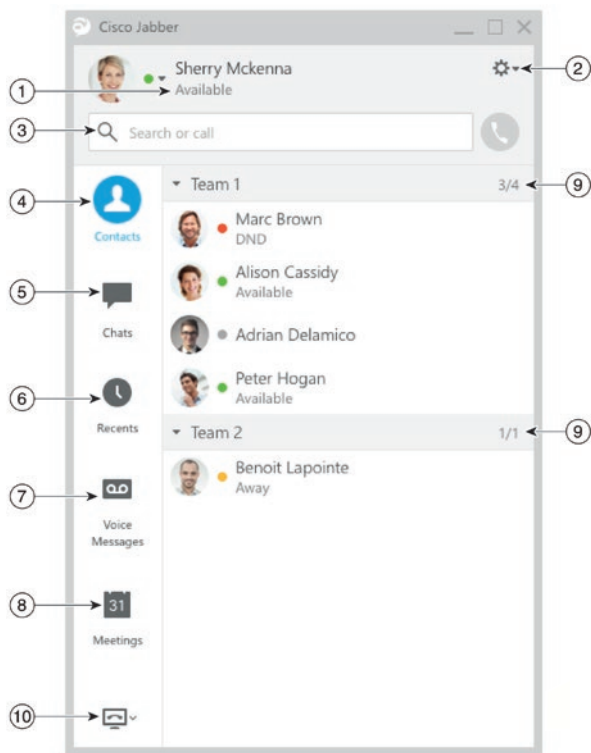 Cisco Jabber
Sherry Mckenna
1
Available
2
3
Search or call
4
Contacts
Team 1
3/4
9
Marc Brown
DND
5
Chats
Alison Cassidy
Available
Adrian Delamico
6
Recents
Peter Hogan
Available
Team 2
1/1
9
7
Voice
Messages
Benoit Lapointe
Away
8
31
Meetings
10